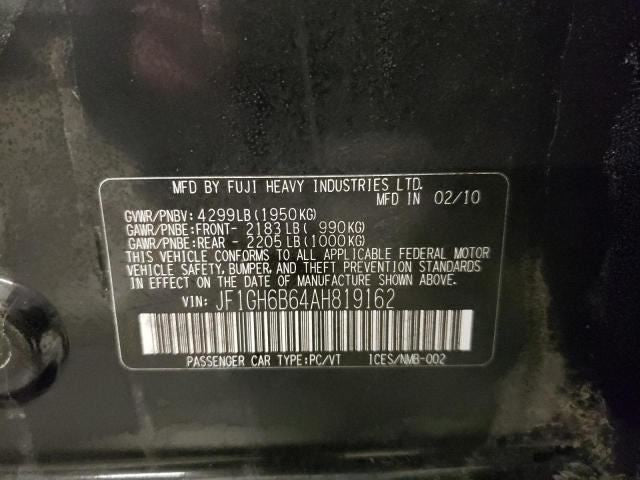 MFD BY FUJI HEAVY INDUSTRIES LTD.
MFD IN 02/10
GVWR/PNBV: 4299LB(1950KG)
GAWR/PNBE:FRONT- 2183LB( 990KG)
GAWR/PNBE:REAR - 2205LB(1000KG)
THIS VEHICLE CONFORMS TO ALL APPLICABLE FEDERAL MOTOR
VEHICLE SAFETY, BUMPER, AND THEFT PREVENTION STANDARDS
IN EFFECT ON THE DATE OF MANUFACTURE SHOWN ABOVE.
VIN: JF1GH6B64AH819162
PASSENGER CAR TYPE:PC/VT ICES/NMB-002